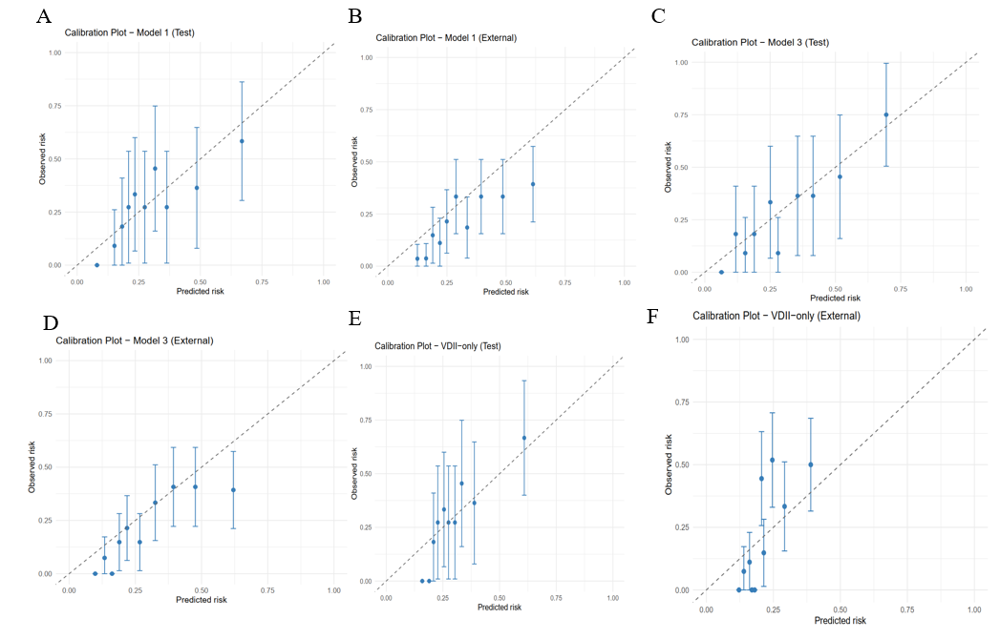 A
Calibration Plot − Model 1 (Test)
Observed risk
1.00
0.75
0.50
0.25
0.00
0.00 0.25 0.50 0.75 1.00
Predicted risk
B
Calibration Plot − Model 1 (External)
Observed risk
1.00
0.75
0.50
0.25
0.00
0.00 0.25 0.50 0.75 1.00
Predicted risk
C
Calibration Plot − Model 3 (Test)
Observed risk
1.00
0.75
0.50
0.25
0.00
0.00 0.25 0.50 0.75 1.00
Predicted risk
D
Calibration Plot − Model 3 (External)
Observed risk
1.00
0.75
0.50
0.25
0.00
0.00 0.25 0.50 0.75 1.00
Predicted risk
E
Calibration Plot − VDII−only (Test)
Observed risk
1.00
0.75
0.50
0.25
0.00
0.00 0.25 0.50 0.75 1.00
Predicted risk
F
Calibration Plot − VDII−only (External)
Observed risk
1.00
0.75
0.50
0.25
0.00
0.00 0.25 0.50 0.75 1.00
Predicted risk